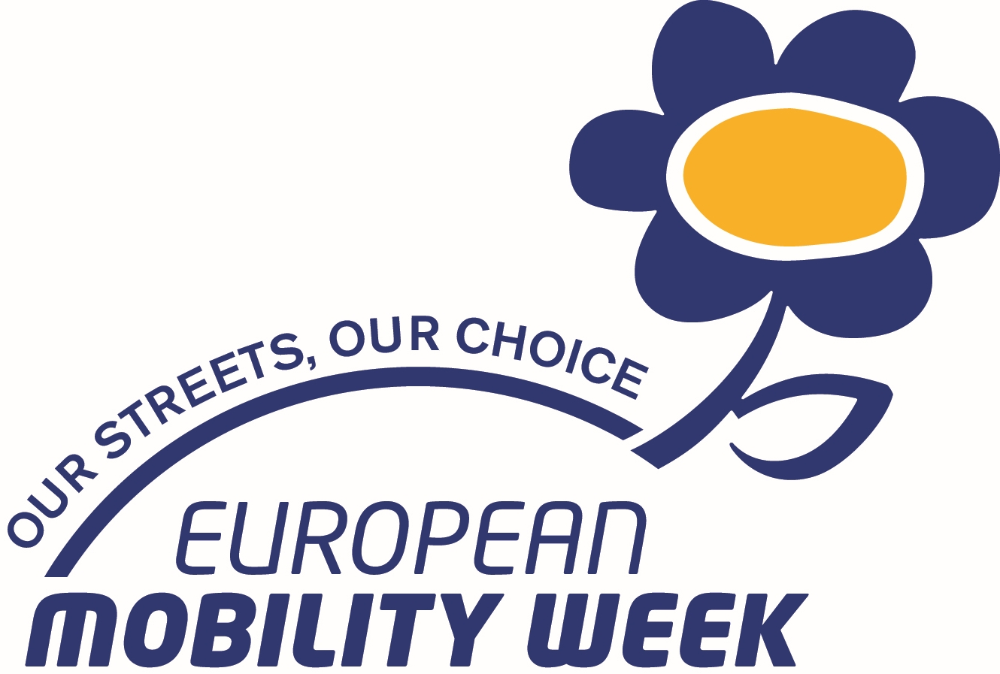 OUR STREETS, OUR CHOICE
EUROPEAN
MOBILITY WEEK